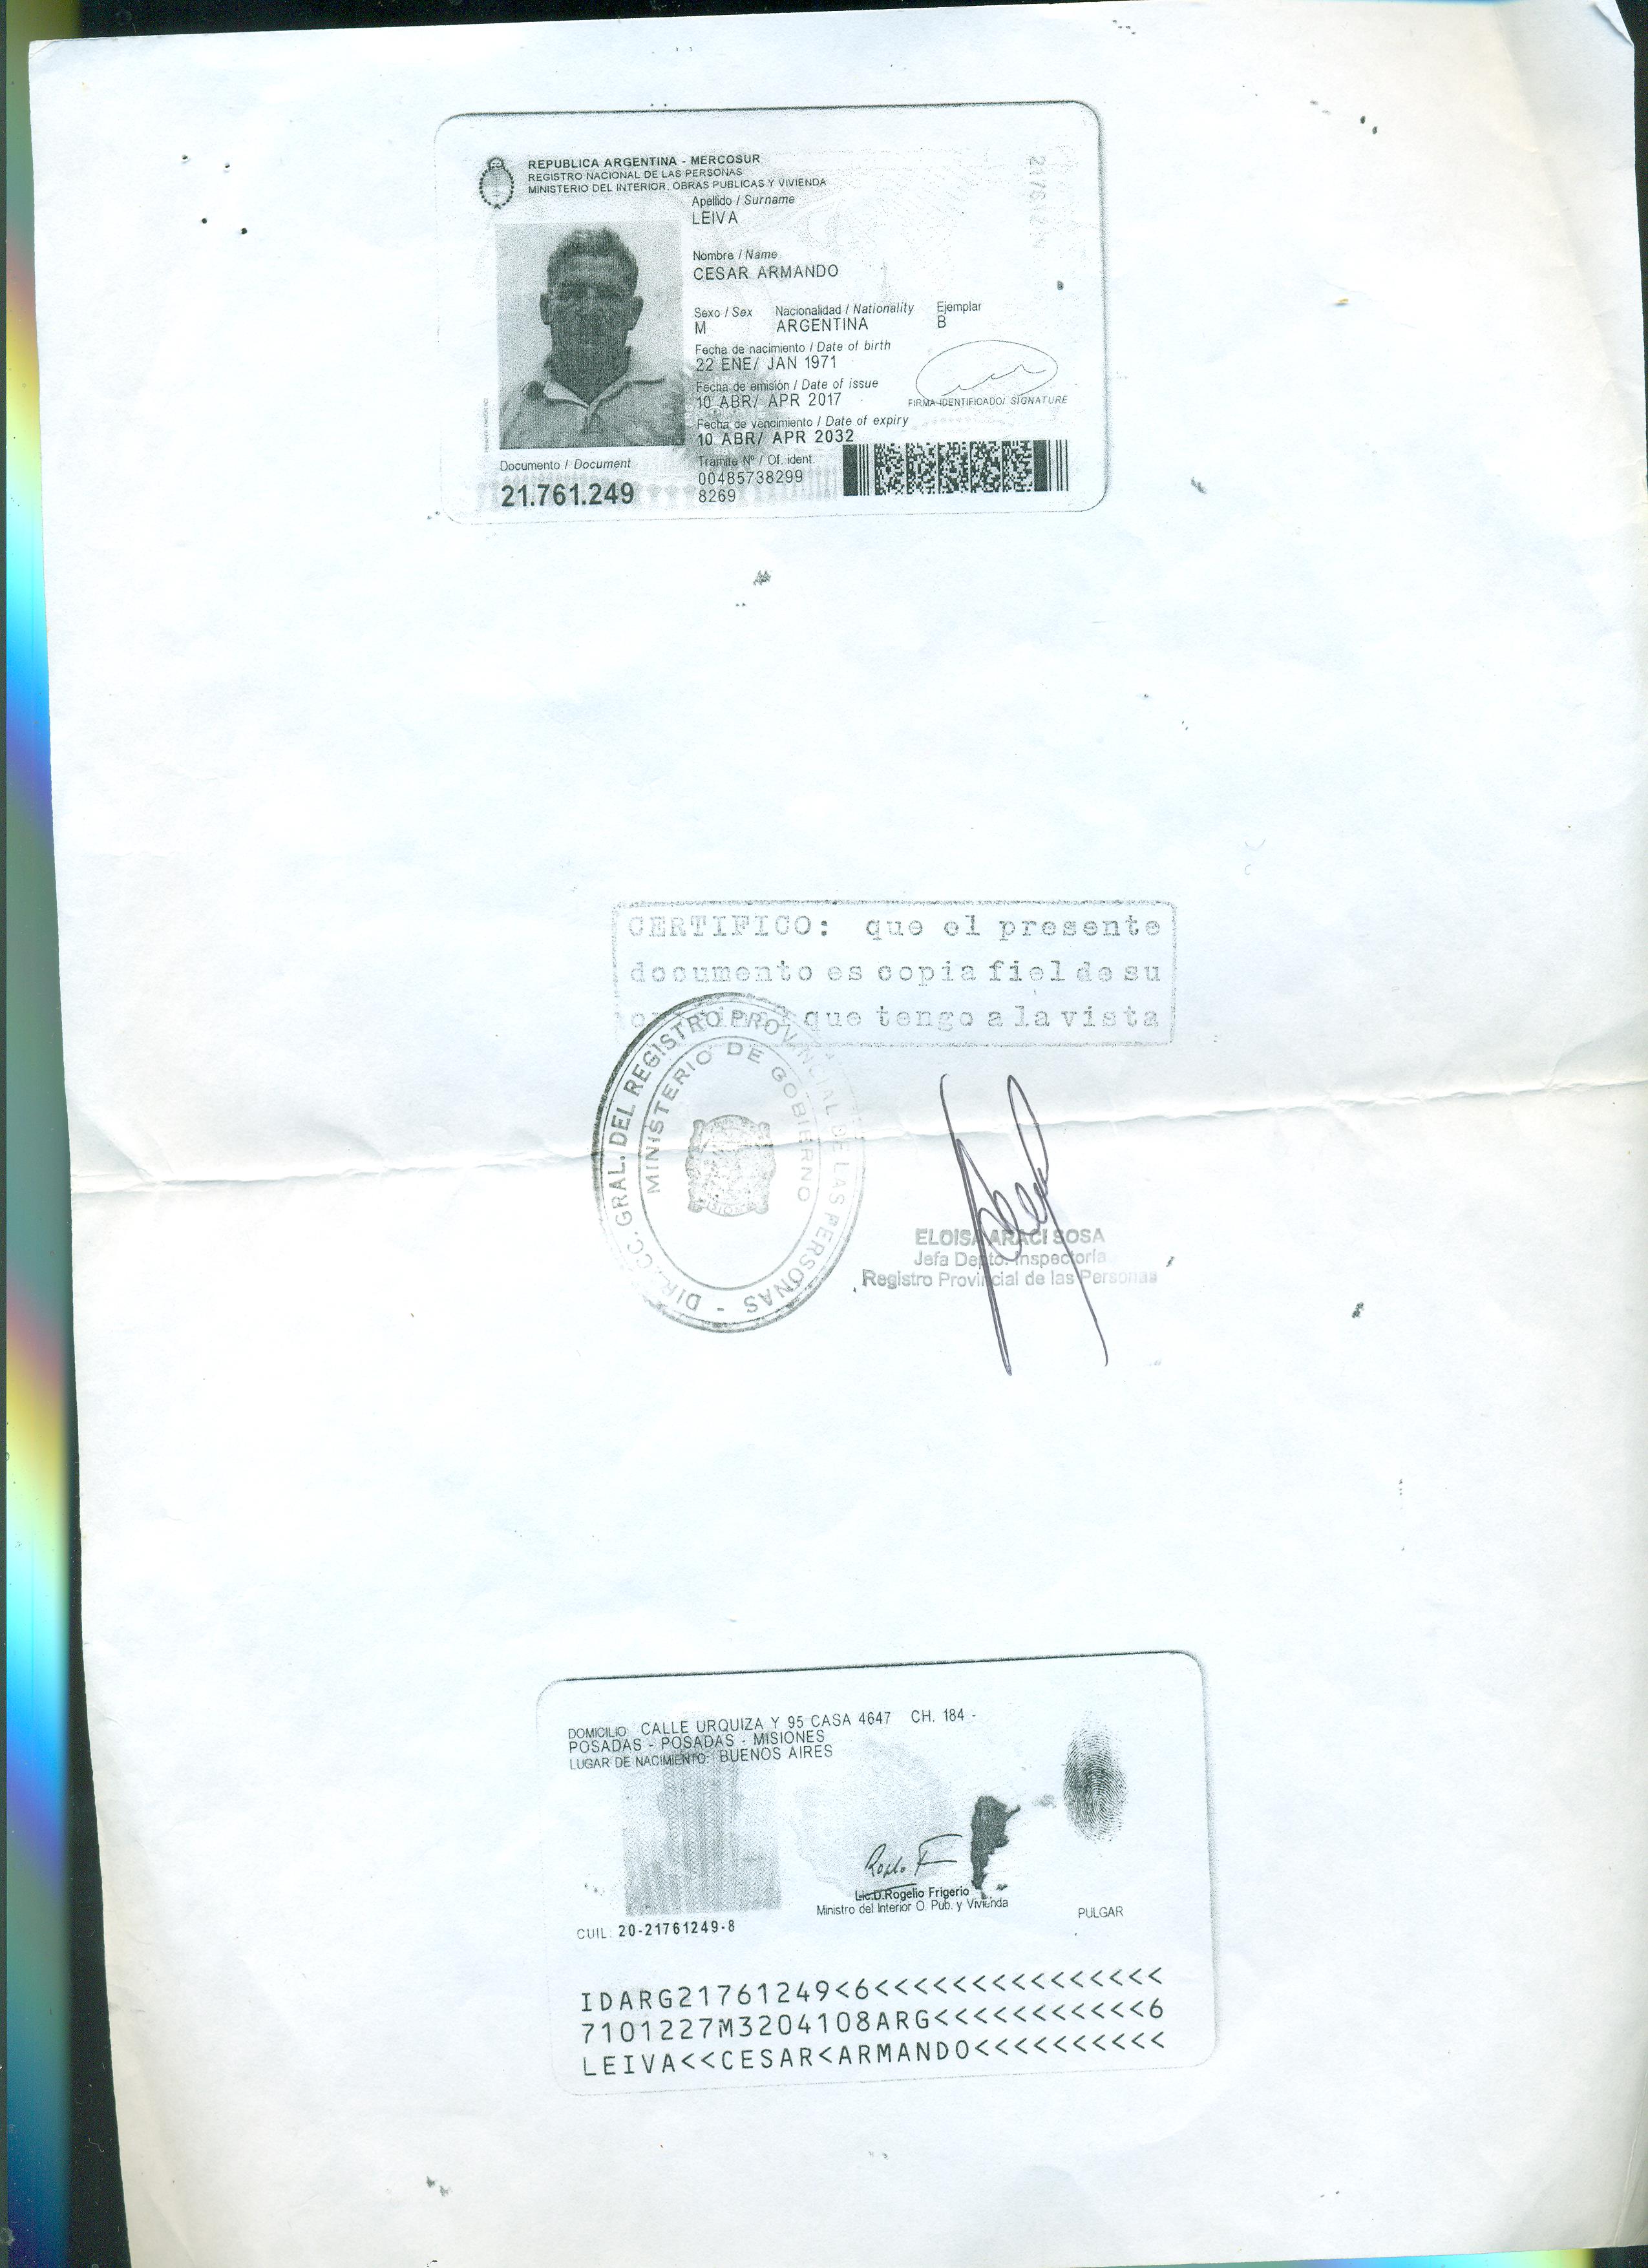 REPUBLICA ARGENTINA - MERCOSUR
REGISTRO NACIONAL DE LAS PERSONAS
MINISTERIO DEL INTERIOR, OBRAS PUBLICAS Y VIVIENDA
Apellido / Surname
LEIVA
Nombre / Name
CESAR ARMANDO
Sexo / Sex Nacionalidad / Nationality Ejemplar
M ARGENTINA B
Fecha de nacimiento / Date of birth
22 ENE/ JAN 1971
Fecha de emisión / Date of issue
10 ABR/ APR 2017
FIRMA IDENTIFICADO/ SIGNATURE
Fecha de vencimiento / Date of expiry
10 ABR/ APR 2032
Documento / Document
21.761.249
Tramite Nº / Of. ident.
00485738299
8269
CERTIFICO: que el presente
documento es copia fiel de su
que tengo a la vista
DIRECC. GRAL. DEL REGISTRO PROVINCIAL DE LAS PERSONAS -
MINISTERIO DE GOBIERNO
ELOISA ARACI SOSA
Jefa Depto. Inspectoría
Registro Provincial de las Personas
DOMICILIO: CALLE URQUIZA Y 95 CASA 4647 CH. 184 -
POSADAS - POSADAS - MISIONES
LUGAR DE NACIMIENTO: BUENOS AIRES
Lic.D.Rogelio Frigerio
Ministro del Interior O. Pub. y Vivienda
PULGAR
CUIL: 20-21761249-8
IDARG21761249<6<<<<<<<<<<<<<<<
7101227M3204108ARG<<<<<<<<<<<6
LEIVA<<CESAR<ARMANDO<<<<<<<<<<